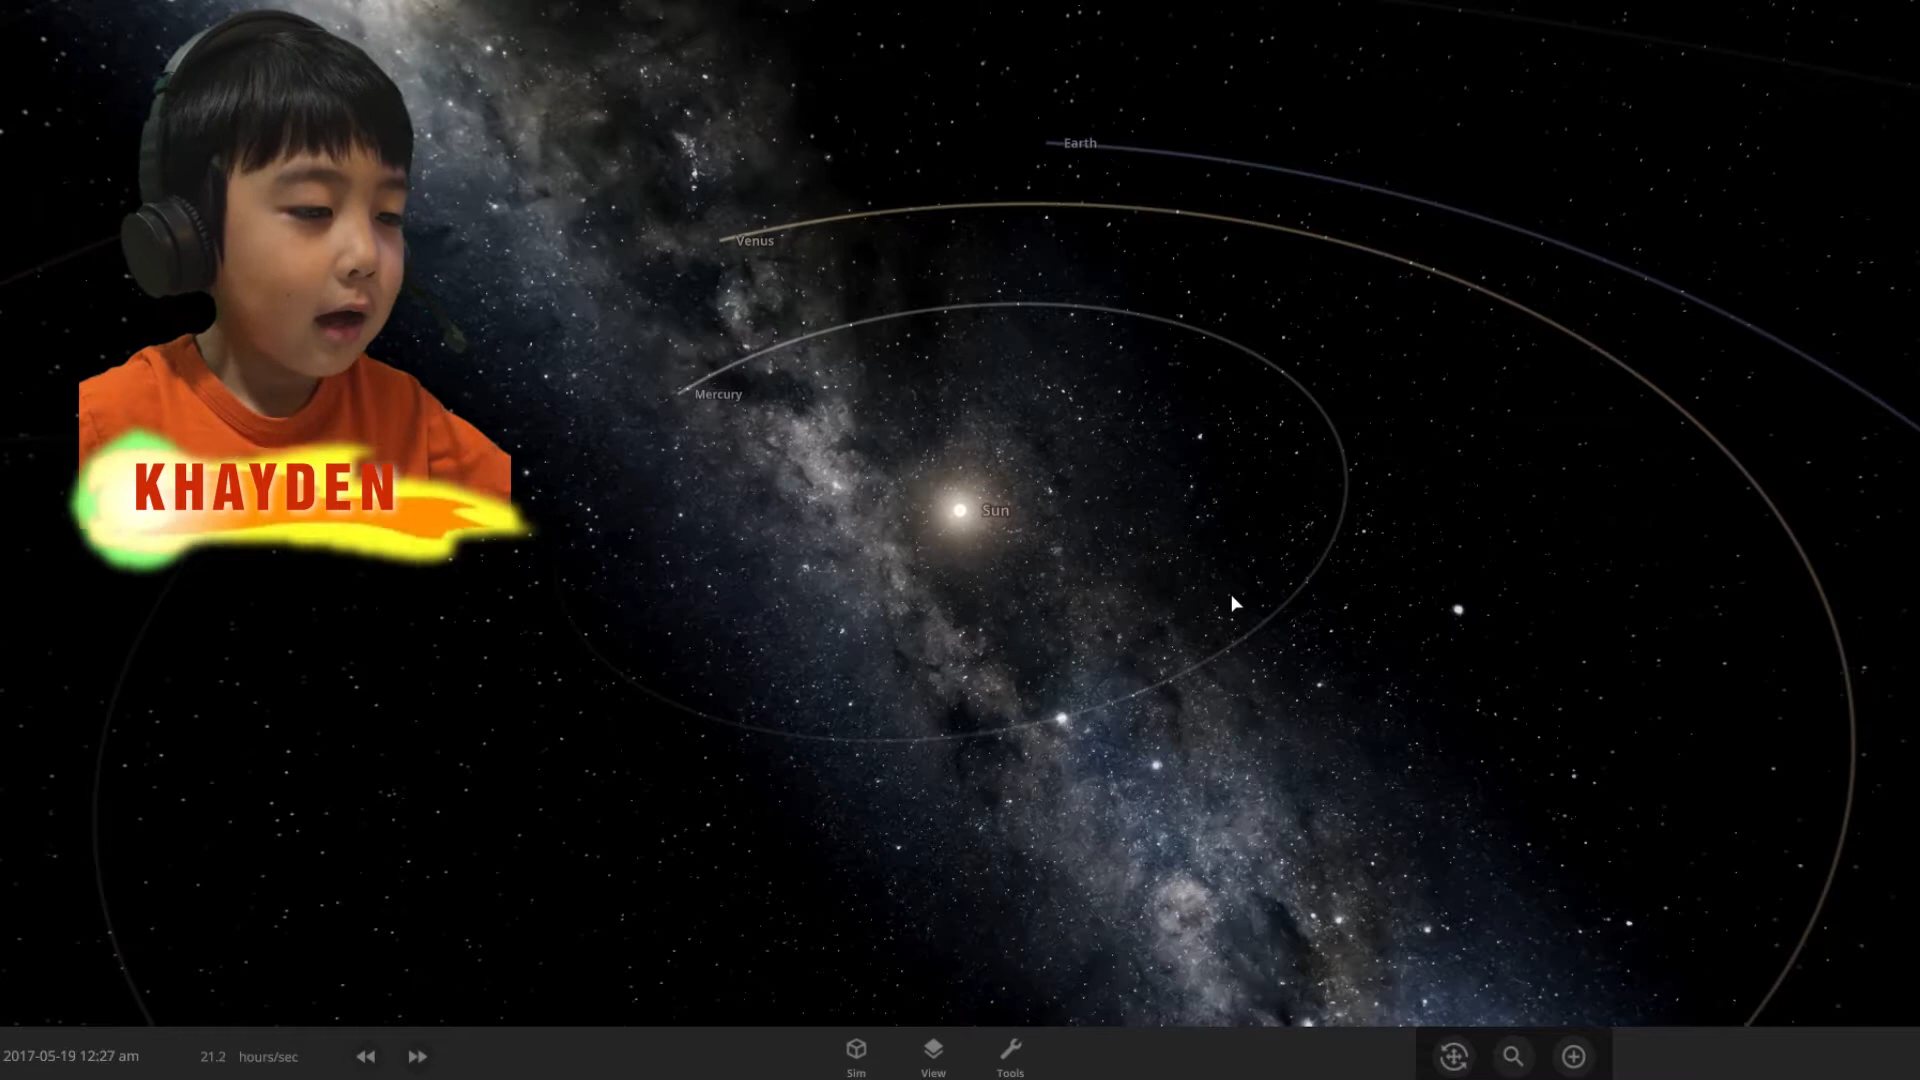 Earth
Venus
Mercury
KHAYDEN
Sun
2017-05-19 12:27 am 21.2 hours/sec
Sim View Tools